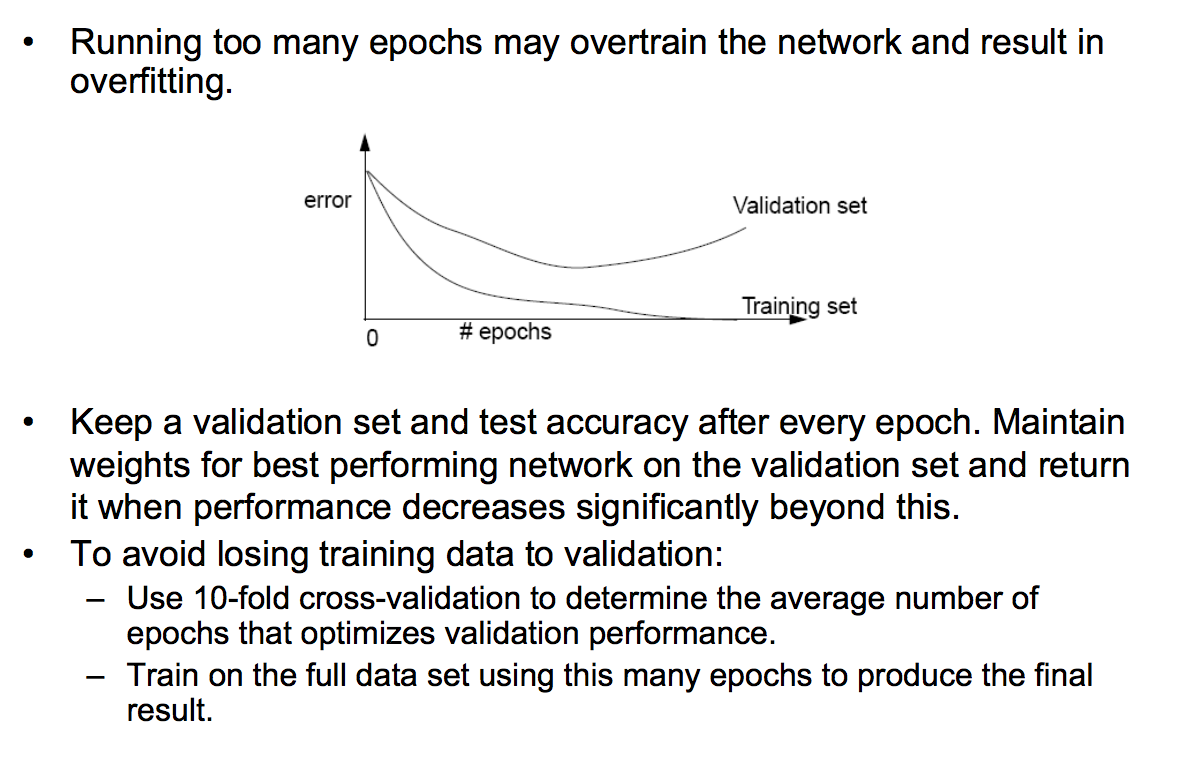 • Running too many epochs may overtrain the network and result in
overfitting.
error
Validation set
Training set
0
# epochs
• Keep a validation set and test accuracy after every epoch. Maintain
weights for best performing network on the validation set and return
it when performance decreases significantly beyond this.
• To avoid losing training data to validation:
– Use 10-fold cross-validation to determine the average number of
epochs that optimizes validation performance.
– Train on the full data set using this many epochs to produce the final
result.